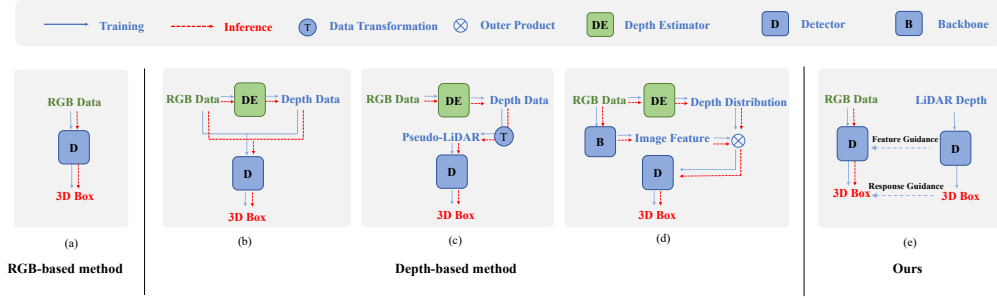 Training
Inference
T
Data Transformation
Outer Product
DE
Depth Estimator
D
Detector
B
Backbone
RGB Data
D
3D Box
(a)
RGB-based method
RGB Data
DE
Depth Data
D
3D Box
(b)
RGB Data
DE
Depth Data
Pseudo-LiDAR
T
D
3D Box
(c)
RGB Data
DE
Depth Distribution
B
Image Feature
D
3D Box
(d)
Depth-based method
RGB Data
LiDAR Depth
D
Feature Guidance
D
Response Guidance
3D Box
3D Box
(e)
Ours